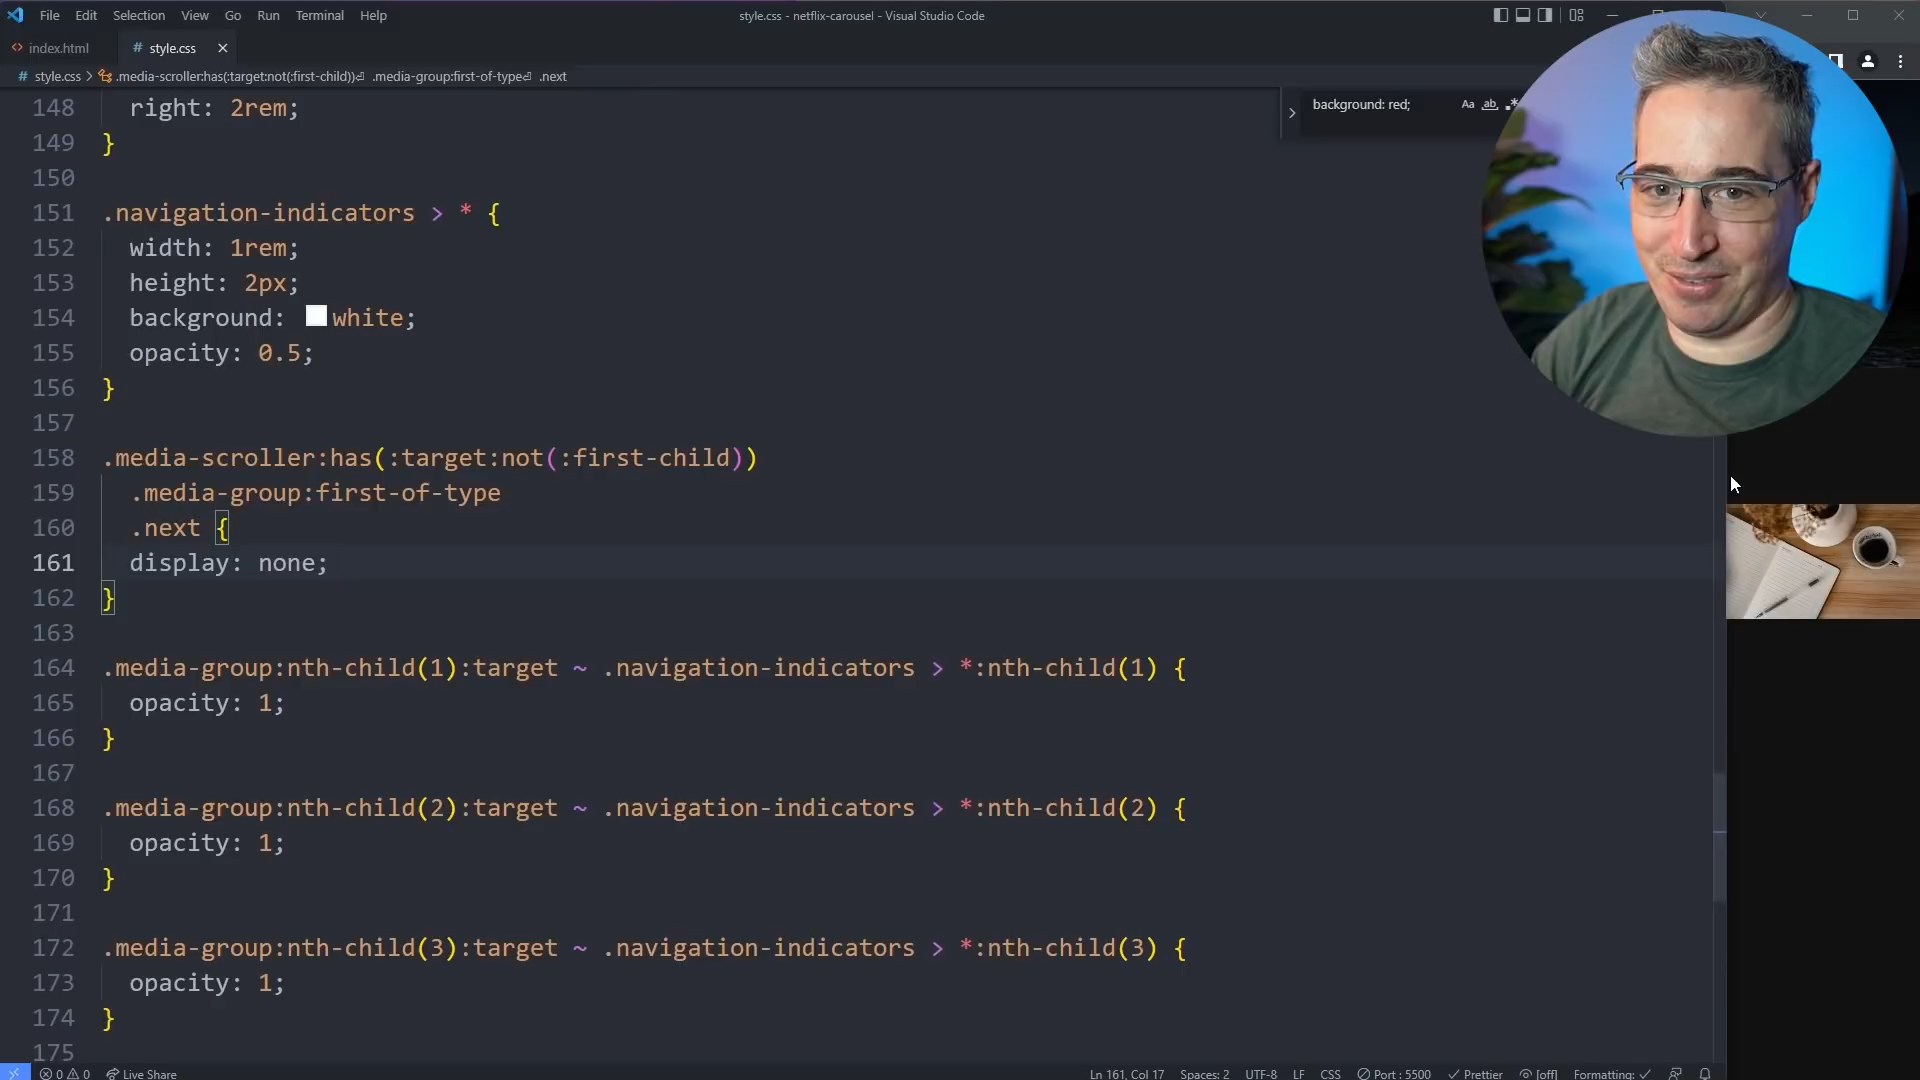 File Edit Selection View Go Run Terminal Help
style.css - netflix-carousel - Visual Studio Code
index.html
# style.css
# style.css > .media-scroller:has(:target:not(:first-child))⏎ .media-group:first-of-type⏎ .next
background: red;
Aa ab .*
148 right: 2rem;
149 }
150
151 .navigation-indicators > * {
152 width: 1rem;
153 height: 2px;
154 background: white;
155 opacity: 0.5;
156 }
157
158 .media-scroller:has(:target:not(:first-child))
159 .media-group:first-of-type
160 .next {
161 display: none;
162 }
163
164 .media-group:nth-child(1):target ~ .navigation-indicators > *:nth-child(1) {
165 opacity: 1;
166 }
167
168 .media-group:nth-child(2):target ~ .navigation-indicators > *:nth-child(2) {
169 opacity: 1;
170 }
171
172 .media-group:nth-child(3):target ~ .navigation-indicators > *:nth-child(3) {
173 opacity: 1;
174 }
175
0 0 Live Share
Ln 161, Col 17 Spaces: 2 UTF-8 LF CSS Port : 5500 Prettier [off] Formatting: ✓